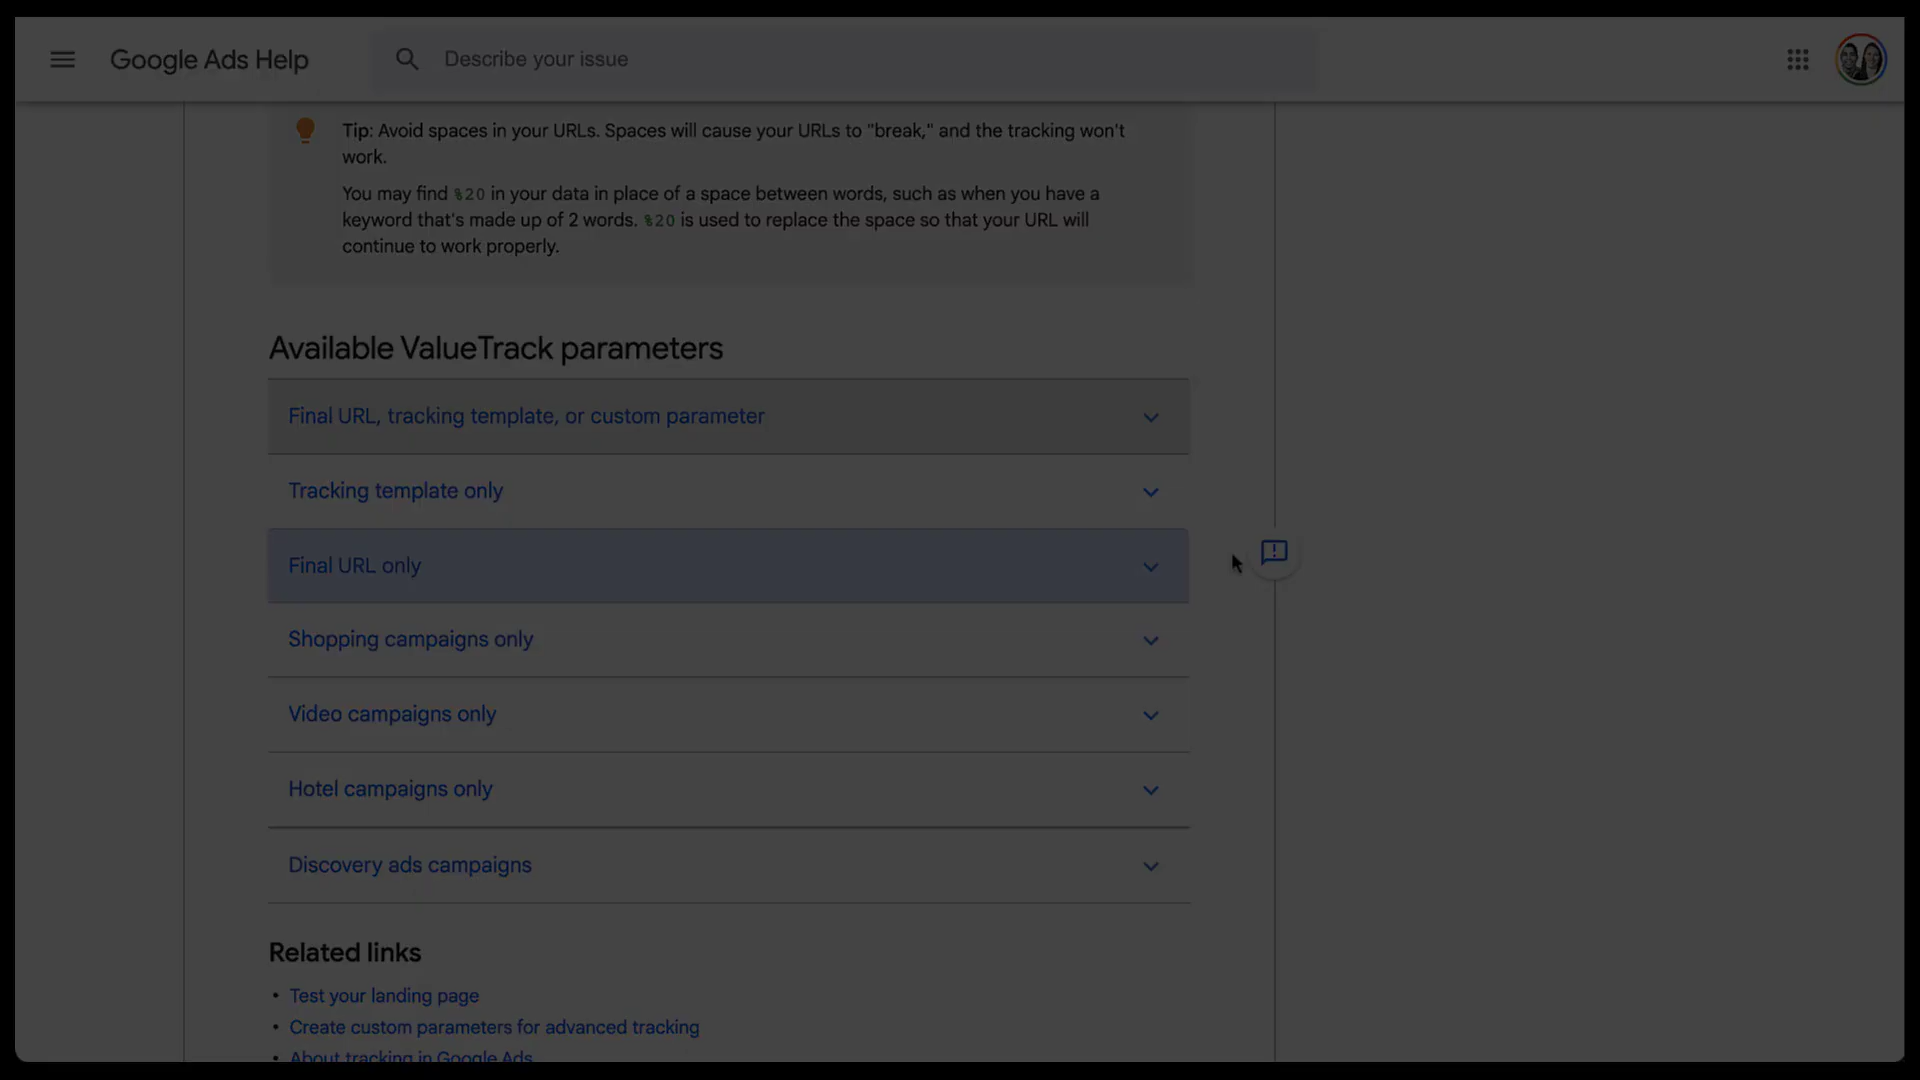 Google Ads Help
Describe your issue
Tip: Avoid spaces in your URLs. Spaces will cause your URLs to "break," and the tracking won't
work.
You may find %20 in your data in place of a space between words, such as when you have a
keyword that's made up of 2 words. %20 is used to replace the space so that your URL will
continue to work properly.
Available ValueTrack parameters
Final URL, tracking template, or custom parameter
Tracking template only
Final URL only
Shopping campaigns only
Video campaigns only
Hotel campaigns only
Discovery ads campaigns
Related links
• Test your landing page
• Create custom parameters for advanced tracking
• About tracking in Google Ads